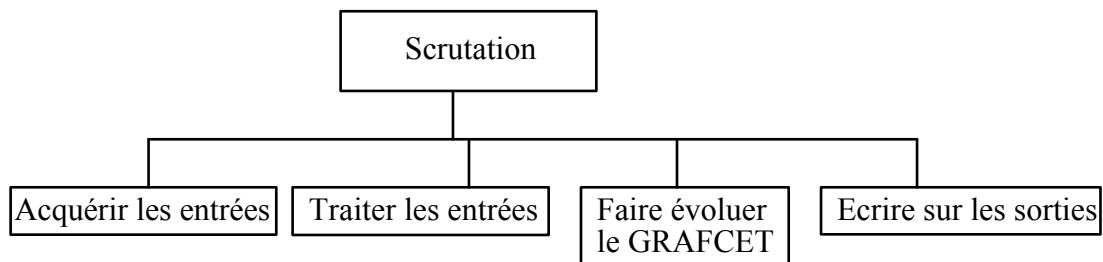 Scrutation
Acquérir les entrées
Traiter les entrées
Faire évoluer
le GRAFCET
Ecrire sur les sorties